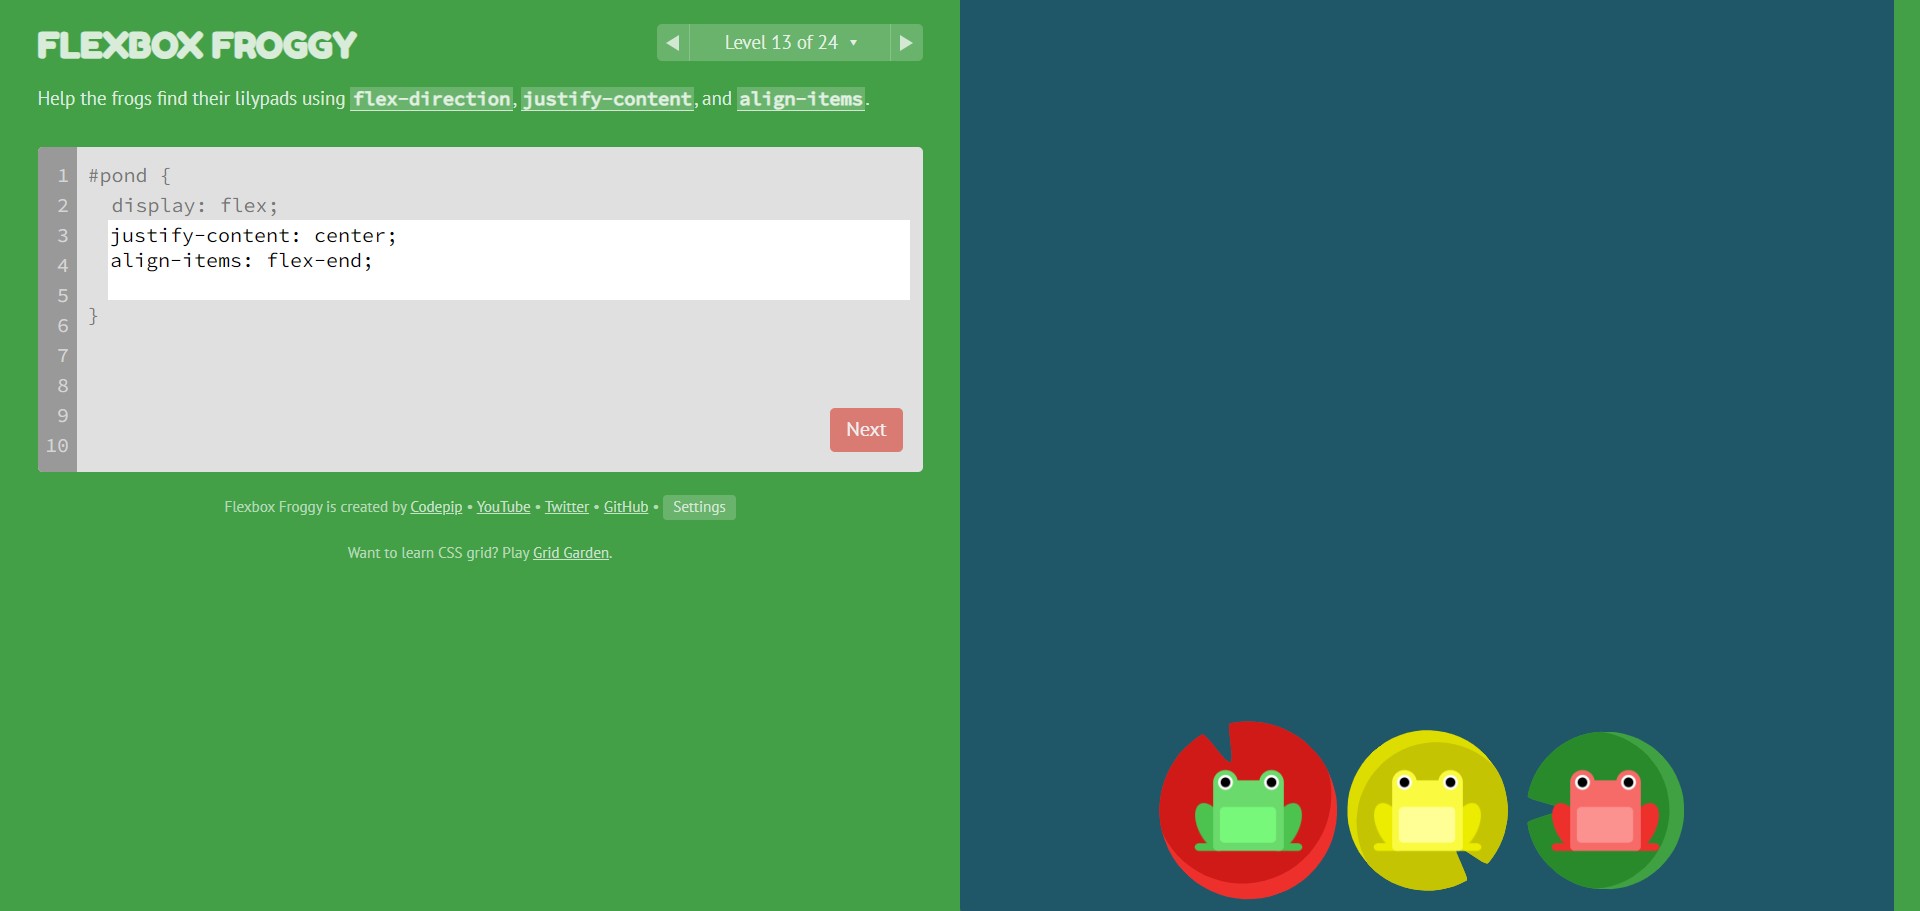 FLEXBOX FROGGY
◀ Level 13 of 24 ▼ ▶
Help the frogs find their lilypads using flex-direction, justify-content, and align-items.
1 #pond {
2 display: flex;
3 justify-content: center;
4 align-items: flex-end;
5
6 }
7
8
9
10
Next
Flexbox Froggy is created by Codepip • YouTube • Twitter • GitHub • Settings
Want to learn CSS grid? Play Grid Garden.